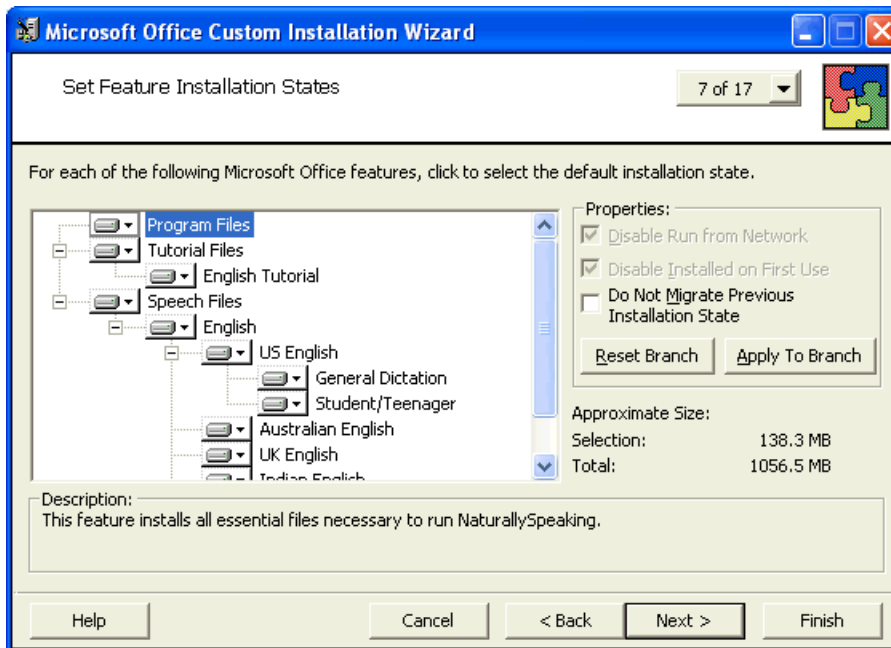 Microsoft Office Custom Installation Wizard
Set Feature Installation States
7 of 17
For each of the following Microsoft Office features, click to select the default installation state.
Program Files
Tutorial Files
English Tutorial
Speech Files
English
US English
General Dictation
Student/Teenager
Australian English
UK English
Indian English
Properties:
Disable Run from Network
Disable Installed on First Use
Do Not Migrate Previous
Installation State
Reset Branch
Apply To Branch
Approximate Size:
Selection: 138.3 MB
Total: 1056.5 MB
Description:
This feature installs all essential files necessary to run NaturallySpeaking.
Help
Cancel
< Back
Next >
Finish